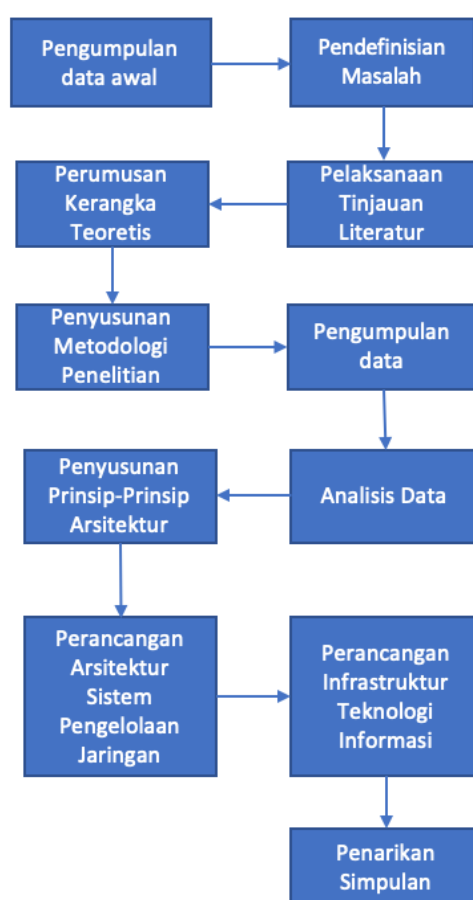 Pengumpulan
data awal
Pendefinisian
Masalah
Pelaksanaan
Tinjauan
Literatur
Perumusan
Kerangka
Teoretis
Penyusunan
Metodologi
Penelitian
Pengumpulan
data
Analisis Data
Penyusunan
Prinsip-Prinsip
Arsitektur
Perancangan
Arsitektur
Sistem
Pengelolaan
Jaringan
Perancangan
Infrastruktur
Teknologi
Informasi
Penarikan
Simpulan